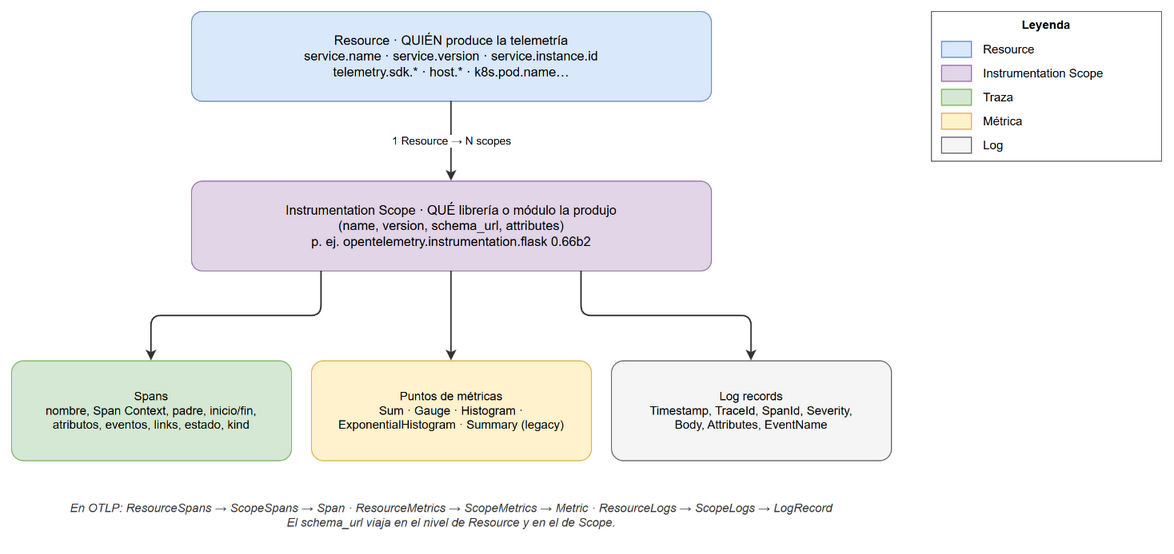 Resource · QUIÉN produce la telemetría
service.name · service.version · service.instance.id
telemetry.sdk.* · host.* · k8s.pod.name…
1 Resource → N scopes
Instrumentation Scope · QUÉ librería o módulo la produjo
(name, version, schema_url, attributes)
p. ej. opentelemetry.instrumentation.flask 0.66b2
Spans
nombre, Span Context, padre, inicio/fin,
atributos, eventos, links, estado, kind
Puntos de métricas
Sum · Gauge · Histogram ·
ExponentialHistogram · Summary (legacy)
Log records
Timestamp, TraceId, SpanId, Severity,
Body, Attributes, EventName
En OTLP: ResourceSpans → ScopeSpans → Span · ResourceMetrics → ScopeMetrics → Metric · ResourceLogs → ScopeLogs → LogRecord
El schema_url viaja en el nivel de Resource y en el de Scope.
Leyenda
Resource
Instrumentation Scope
Traza
Métrica
Log